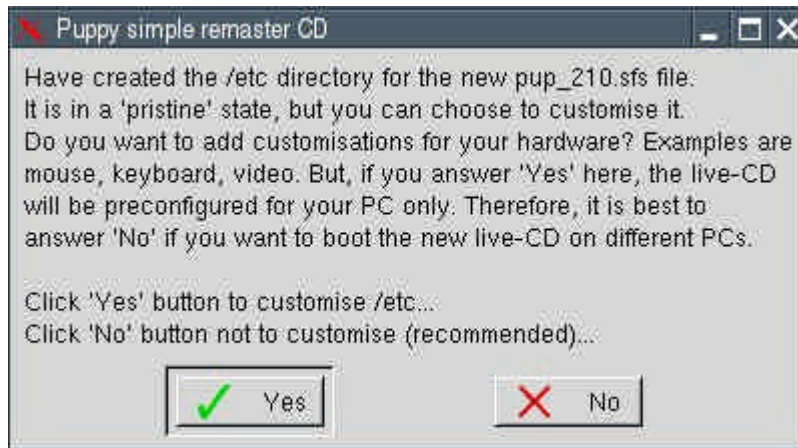 Puppy simple remaster CD
Have created the /etc directory for the new pup_210.sfs file.
It is in a 'pristine' state, but you can choose to customise it.
Do you want to add customisations for your hardware? Examples are
mouse, keyboard, video. But, if you answer 'Yes' here, the live-CD
will be preconfigured for your PC only. Therefore, it is best to
answer 'No' if you want to boot the new live-CD on different PCs.
Click 'Yes' button to customise /etc...
Click 'No' button not to customise (recommended)...
Yes No